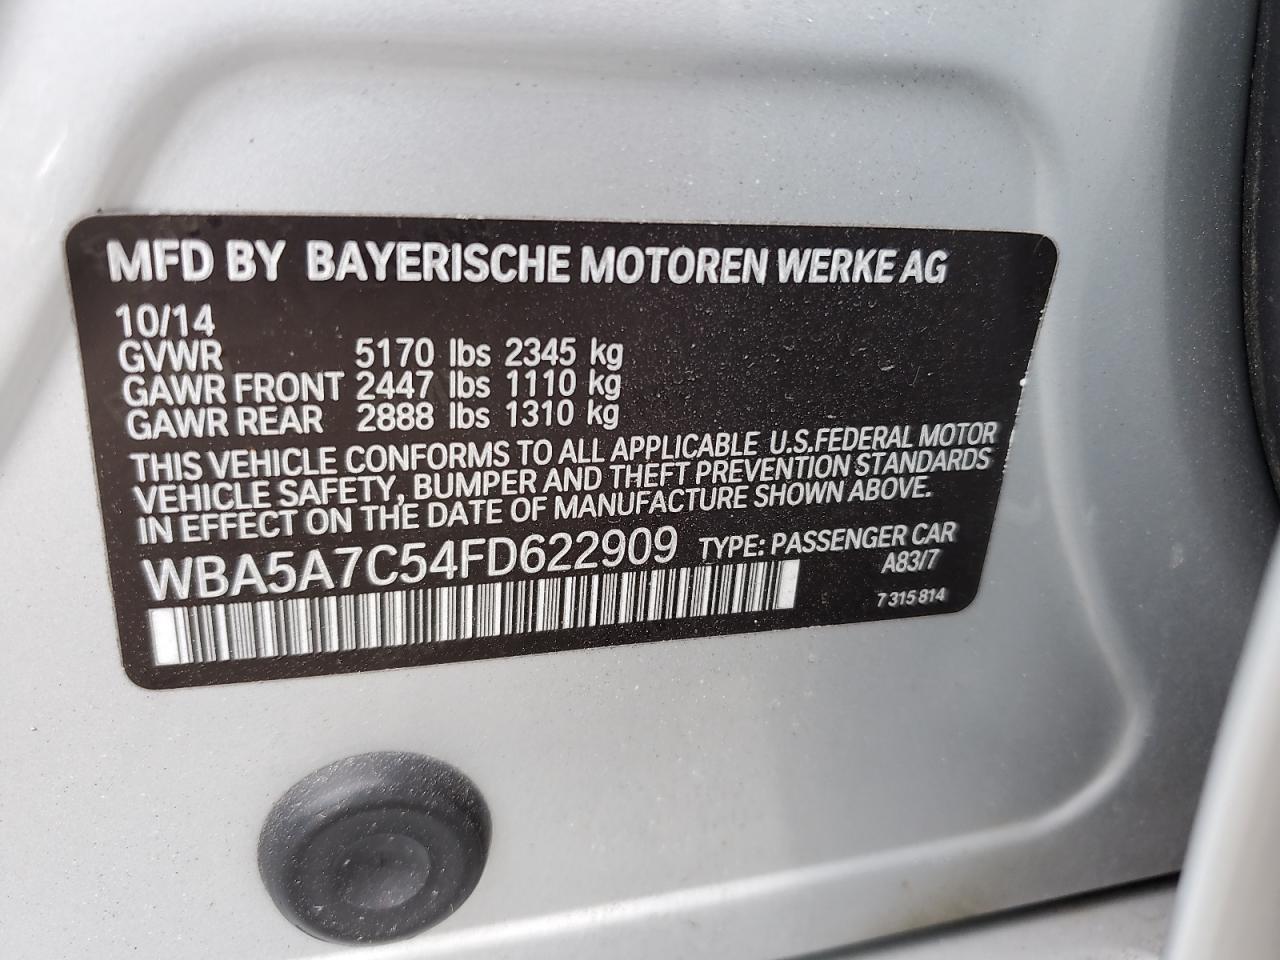 MFD BY BAYERISCHE MOTOREN WERKE AG
10/14
GVWR 5170 lbs 2345 kg
GAWR FRONT 2447 lbs 1110 kg
GAWR REAR 2888 lbs 1310 kg
THIS VEHICLE CONFORMS TO ALL APPLICABLE U.S.FEDERAL MOTOR
VEHICLE SAFETY, BUMPER AND THEFT PREVENTION STANDARDS
IN EFFECT ON THE DATE OF MANUFACTURE SHOWN ABOVE.
WBA5A7C54FD622909 TYPE: PASSENGER CAR
A83/7
7 315 814